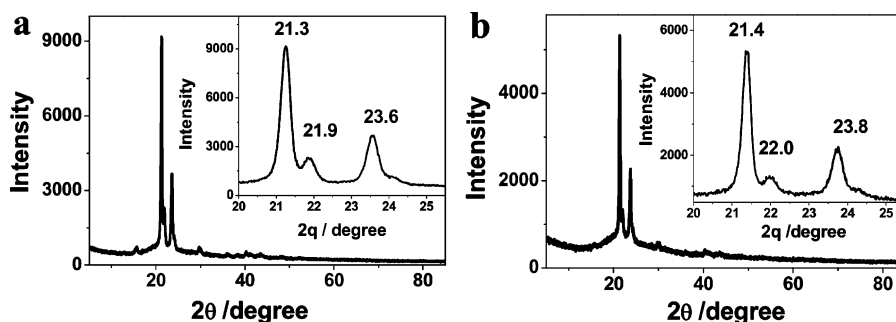 a
Intensity
9000
6000
3000
0
20 40 60 80
2θ /degree
Intensity
9000
6000
3000
0
21.3
21.9
23.6
20 21 22 23 24 25
2q / degree
b
Intensity
4000
2000
0
20 40 60 80
2θ /degree
Intensity
6000
4000
2000
21.4
22.0
23.8
20 21 22 23 24 25
2q /degree